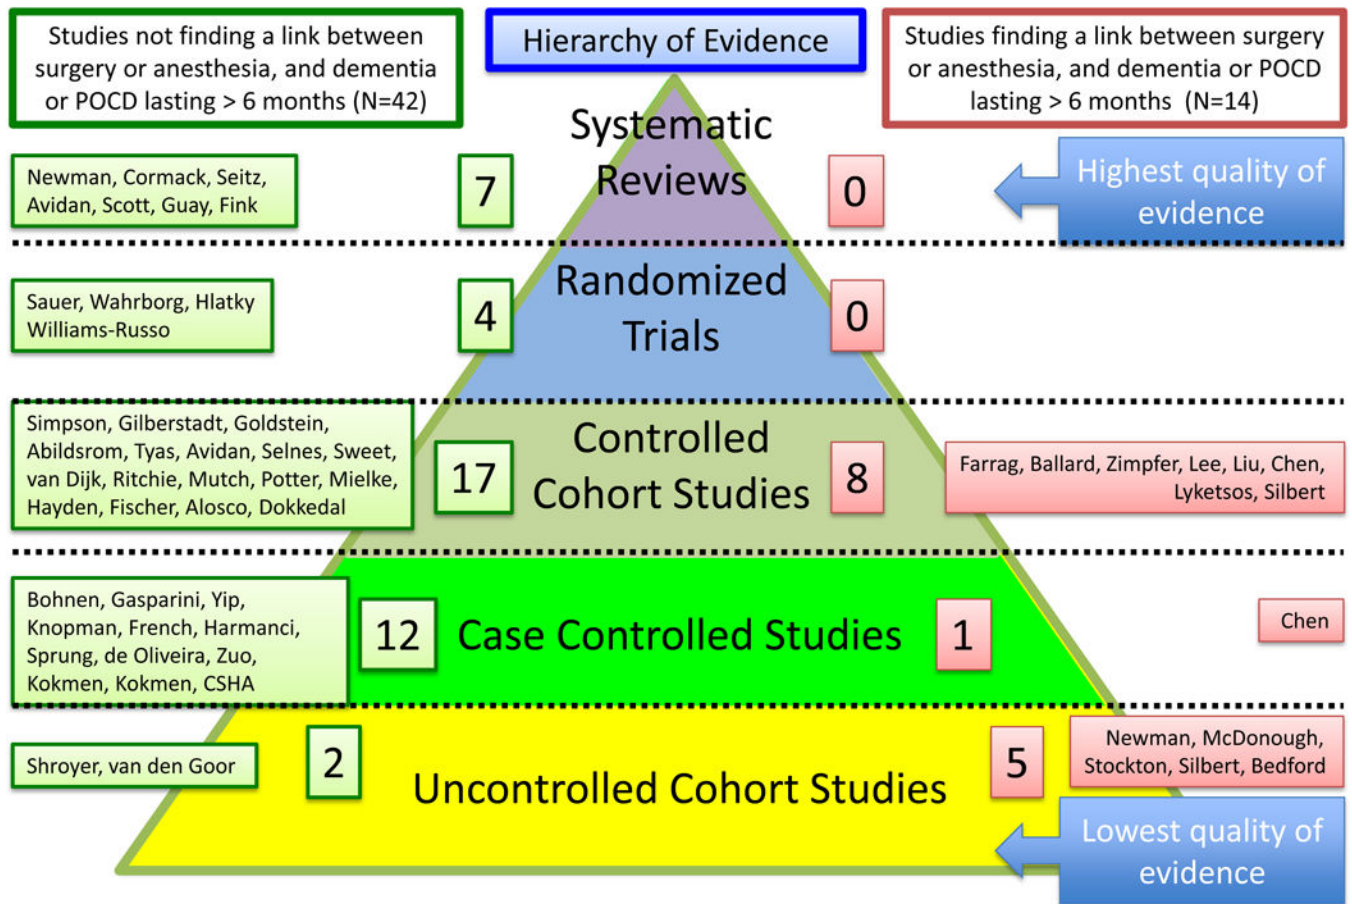 Studies not finding a link between
surgery or anesthesia, and dementia
or POCD lasting > 6 months (N=42)
Hierarchy of Evidence
Studies finding a link between surgery
or anesthesia, and dementia or POCD
lasting > 6 months (N=14)
Newman, Cormack, Seitz,
Avidan, Scott, Guay, Fink
7
Systematic
Reviews
0
Highest quality of
evidence
Sauer, Wahrborg, Hlatky
Williams-Russo
4
Randomized
Trials
0
Simpson, Gilberstadt, Goldstein,
Abildsrom, Tyas, Avidan, Selnes, Sweet,
van Dijk, Ritchie, Mutch, Potter, Mielke,
Hayden, Fischer, Alosco, Dokkedal
17
Controlled
Cohort Studies
8
Farrag, Ballard, Zimpfer, Lee, Liu, Chen,
Lyketsos, Silbert
Bohnen, Gasparini, Yip,
Knopman, French, Harmanci,
Sprung, de Oliveira, Zuo,
Kokmen, Kokmen, CSHA
12
Case Controlled Studies
1
Chen
Shroyer, van den Goor
2
Uncontrolled Cohort Studies
5
Newman, McDonough,
Stockton, Silbert, Bedford
Lowest quality of
evidence